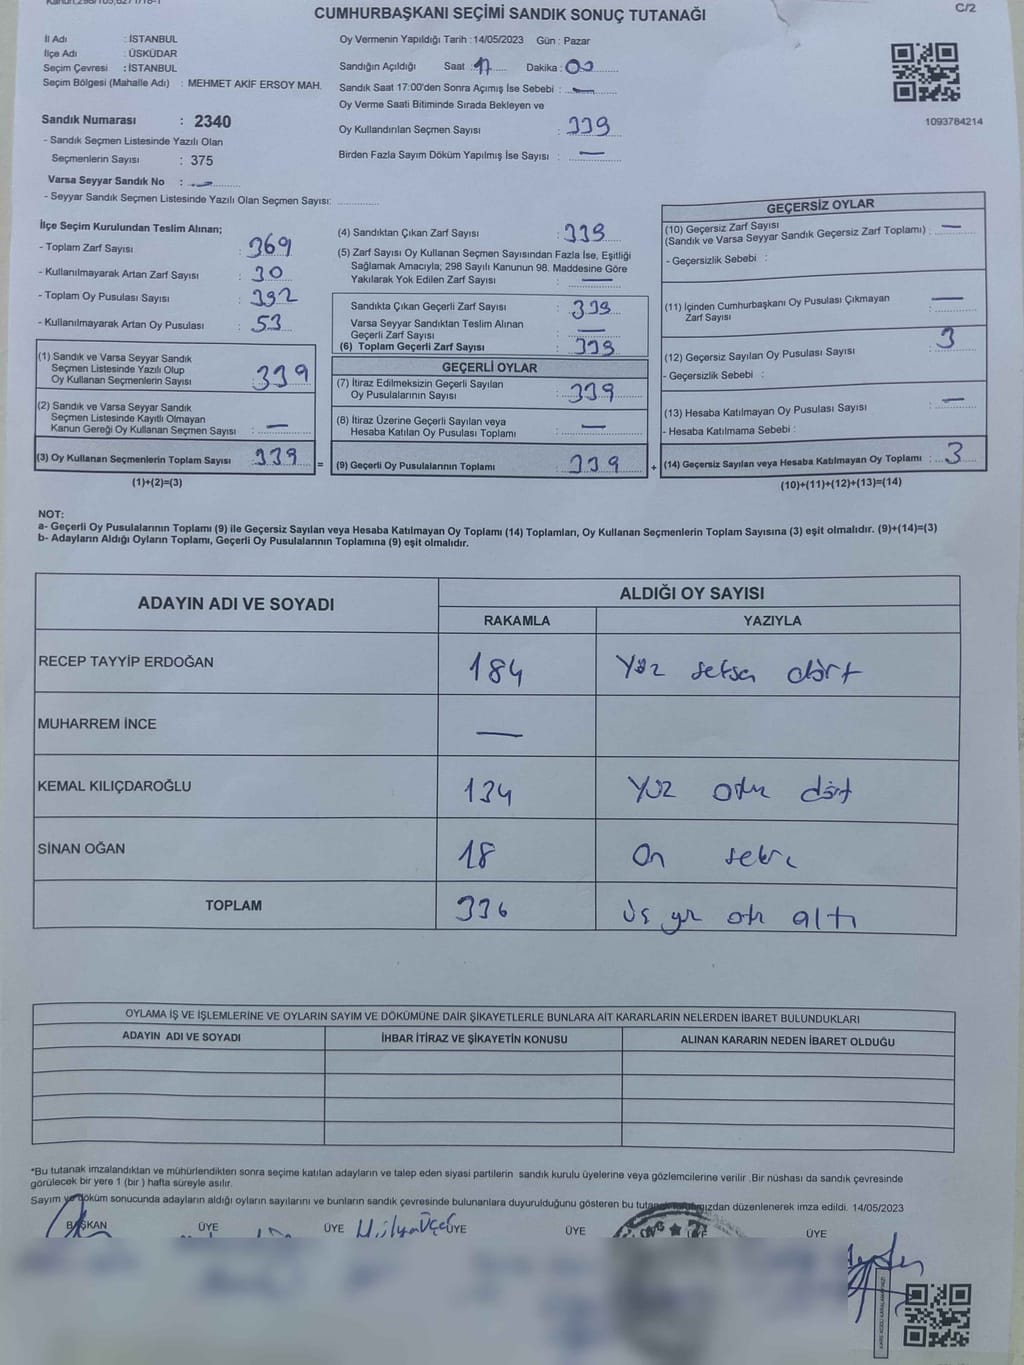 CUMHURBAŞKANI SEÇİMİ SANDIK SONUÇ TUTANAĞI
C/2
İl Adı : İSTANBUL
İlçe Adı : ÜSKÜDAR
Seçim Çevresi : İSTANBUL
Seçim Bölgesi (Mahalle Adı) : MEHMET AKİF ERSOY MAH.
Sandık Numarası : 2340
- Sandık Seçmen Listesinde Yazılı Olan
Seçmenlerin Sayısı : 375
Varsa Seyyar Sandık No : —
- Seyyar Sandık Seçmen Listesinde Yazılı Olan Seçmen Sayısı:
Oy Vermenin Yapıldığı Tarih : 14/05/2023 Gün : Pazar
Sandığın Açıldığı Saat : 17 Dakika : 00
Sandık Saat 17:00'den Sonra Açımış İse Sebebi : —
Oy Verme Saati Bitiminde Sırada Bekleyen ve
Oy Kullandırılan Seçmen Sayısı : 339
Birden Fazla Sayım Döküm Yapılmış İse Sayısı : —
1093784214
İlçe Seçim Kurulundan Teslim Alınan;
- Toplam Zarf Sayısı : 369
- Kullanılmayarak Artan Zarf Sayısı : 30
- Toplam Oy Pusulası Sayısı : 392
- Kullanılmayarak Artan Oy Pusulası : 53
(1) Sandık ve Varsa Seyyar Sandık
Seçmen Listesinde Yazılı Olup
Oy Kullanan Seçmenlerin Sayısı : 339
(2) Sandık ve Varsa Seyyar Sandık
Seçmen Listesinde Kayıtlı Olmayan
Kanun Gereği Oy Kullanan Seçmen Sayısı : —
(3) Oy Kullanan Seçmenlerin Toplam Sayısı : 339 =
(1)+(2)=(3)
(4) Sandıktan Çıkan Zarf Sayısı : 339
(5) Zarf Sayısı Oy Kullanan Seçmen Sayısından Fazla İse, Eşitliği
Sağlamak Amacıyla; 298 Sayılı Kanunun 98. Maddesine Göre
Yakılarak Yok Edilen Zarf Sayısı : —
Sandıkta Çıkan Geçerli Zarf Sayısı : 339
Varsa Seyyar Sandıktan Teslim Alınan
Geçerli Zarf Sayısı : —
(6) Toplam Geçerli Zarf Sayısı : 339
GEÇERLİ OYLAR
(7) İtiraz Edilmeksizin Geçerli Sayılan
Oy Pusulalarının Sayısı : 339
(8) İtiraz Üzerine Geçerli Sayılan veya
Hesaba Katılan Oy Pusulası Toplamı : —
(9) Geçerli Oy Pusulalarının Toplamı : 339 +
GEÇERSİZ OYLAR
(10) Geçersiz Zarf Sayısı
(Sandık ve Varsa Seyyar Sandık Geçersiz Zarf Toplamı) : —
- Geçersizlik Sebebi :
(11) İçinden Cumhurbaşkanı Oy Pusulası Çıkmayan
Zarf Sayısı : —
(12) Geçersiz Sayılan Oy Pusulası Sayısı : 3
- Geçersizlik Sebebi :
(13) Hesaba Katılmayan Oy Pusulası Sayısı : —
- Hesaba Katılmama Sebebi :
(14) Geçersiz Sayılan veya Hesaba Katılmayan Oy Toplamı : 3
(10)+(11)+(12)+(13)=(14)
NOT:
a- Geçerli Oy Pusulalarının Toplamı (9) ile Geçersiz Sayılan veya Hesaba Katılmayan Oy Toplamı (14) Toplamları, Oy Kullanan Seçmenlerin Toplam Sayısına (3) eşit olmalıdır. (9)+(14)=(3)
b- Adayların Aldığı Oyların Toplamı, Geçerli Oy Pusulalarının Toplamına (9) eşit olmalıdır.
ADAYIN ADI VE SOYADI ALDIĞI OY SAYISI
RAKAMLA YAZIYLA
RECEP TAYYİP ERDOĞAN 184 Yüz seksen dört
MUHARREM İNCE —
KEMAL KILIÇDAROĞLU 134 Yüz otuz dört
SİNAN OĞAN 18 On sekiz
TOPLAM 336 üç yüz otuz altı
OYLAMA İŞ VE İŞLEMLERİNE VE OYLARIN SAYIM VE DÖKÜMÜNE DAİR ŞİKAYETLERLE BUNLARA AİT KARARLARIN NELERDEN İBARET BULUNDUKLARI
ADAYIN ADI VE SOYADI İHBAR İTİRAZ VE ŞİKAYETİN KONUSU ALINAN KARARIN NEDEN İBARET OLDUĞU
*Bu tutanak imzalandıktan ve mühürlendikten sonra seçime katılan adayların ve talep eden siyasi partilerin sandık kurulu üyelerine veya gözlemcilerine verilir .Bir nüshası da sandık çevresinde
görülecek bir yere 1 (bir ) hafta süreyle asılır.
Sayım ve döküm sonucunda adayların aldığı oyların sayılarını ve bunların sandık çevresinde bulunanlara duyurulduğunu gösteren bu tutanak tarafımızdan düzenlenerek imza edildi. 14/05/2023
BAŞKAN ÜYE ÜYE ÜYE ÜYE ÜYE ÜYE